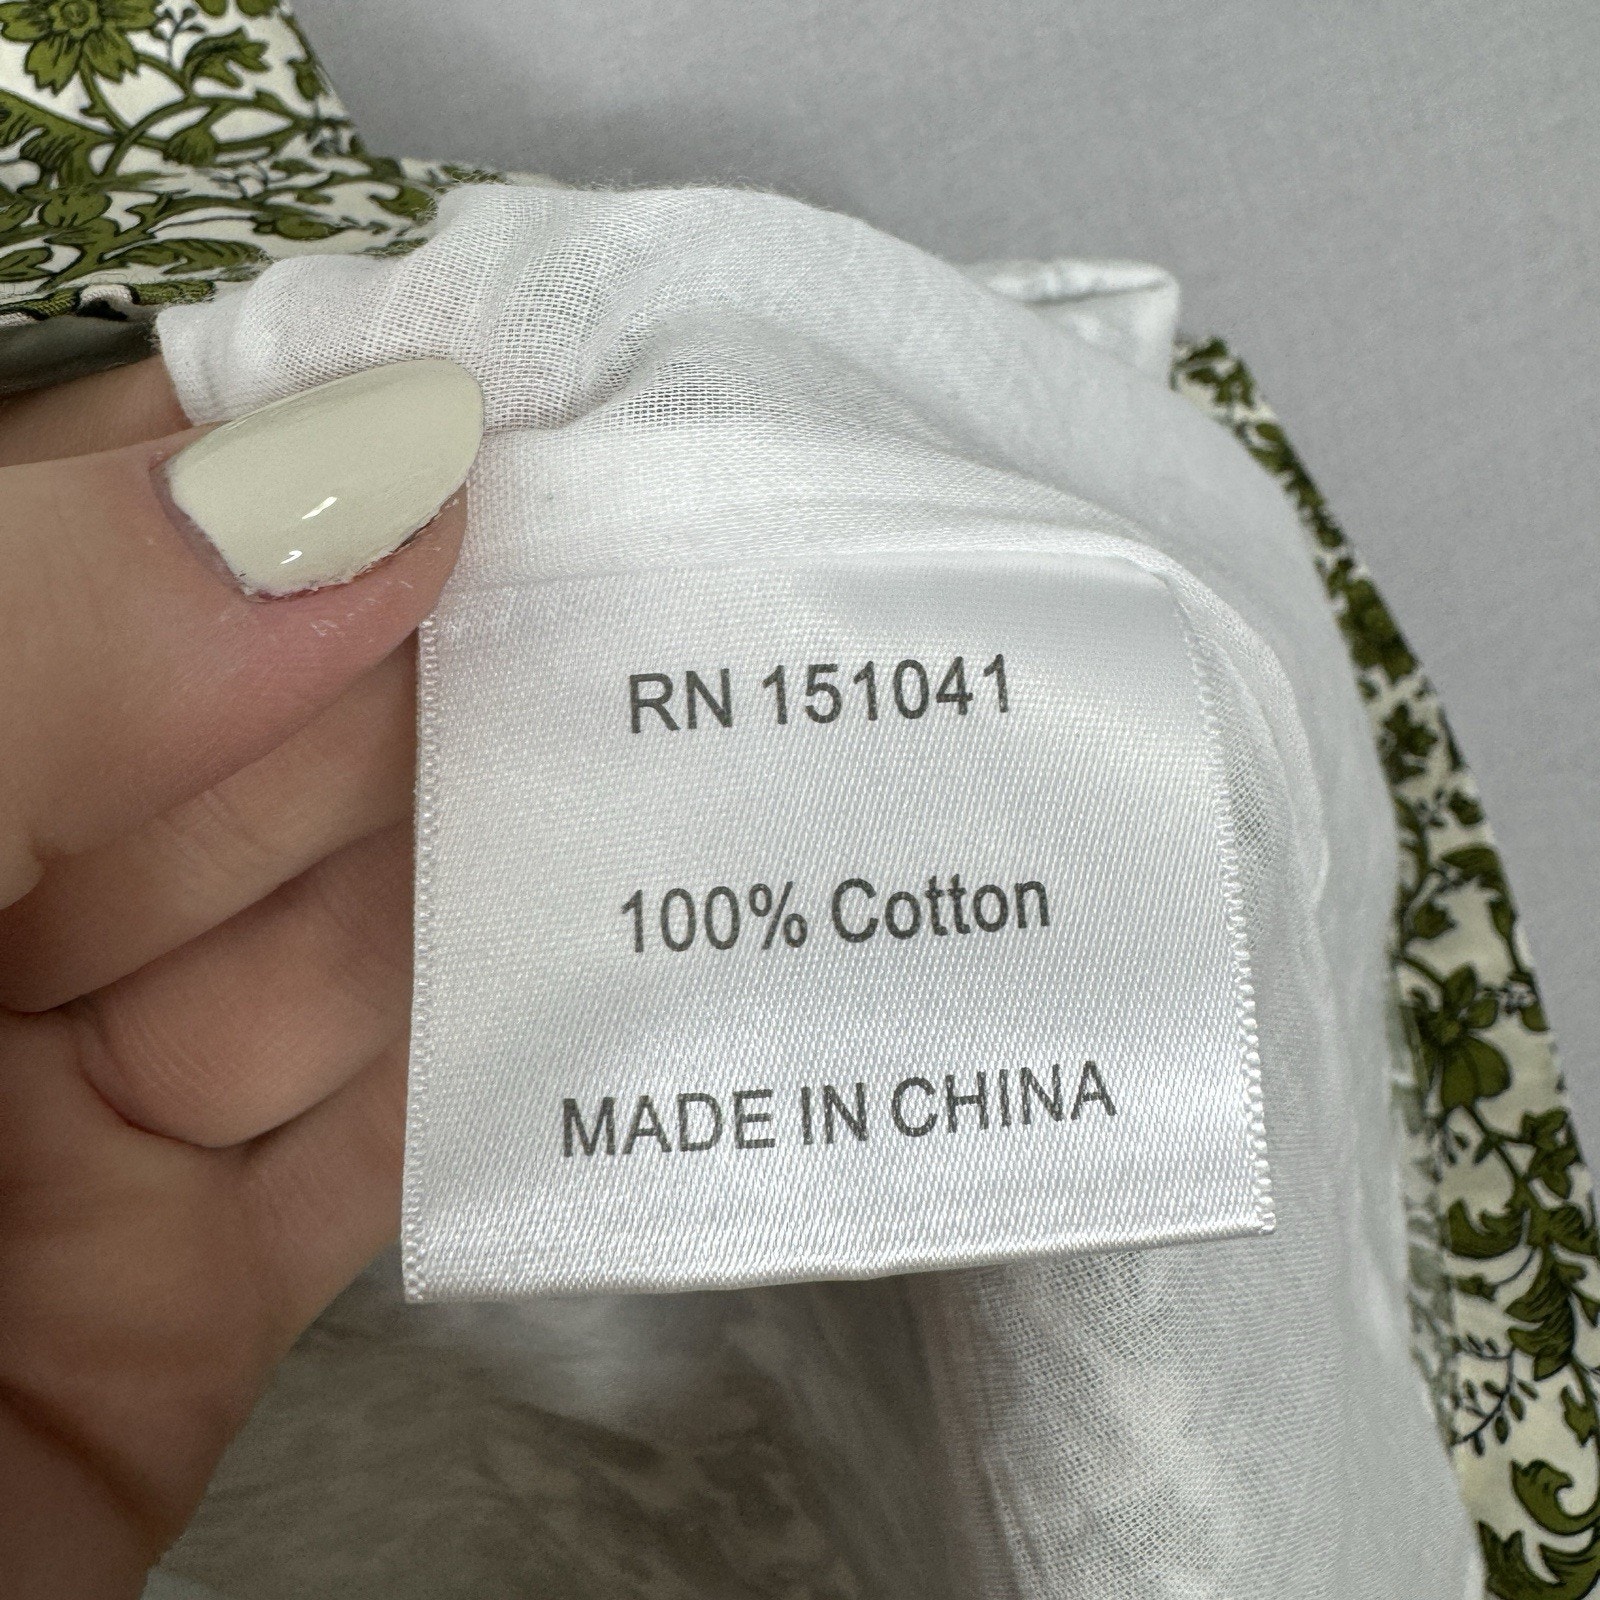 RN 151041
100% Cotton
MADE IN CHINA